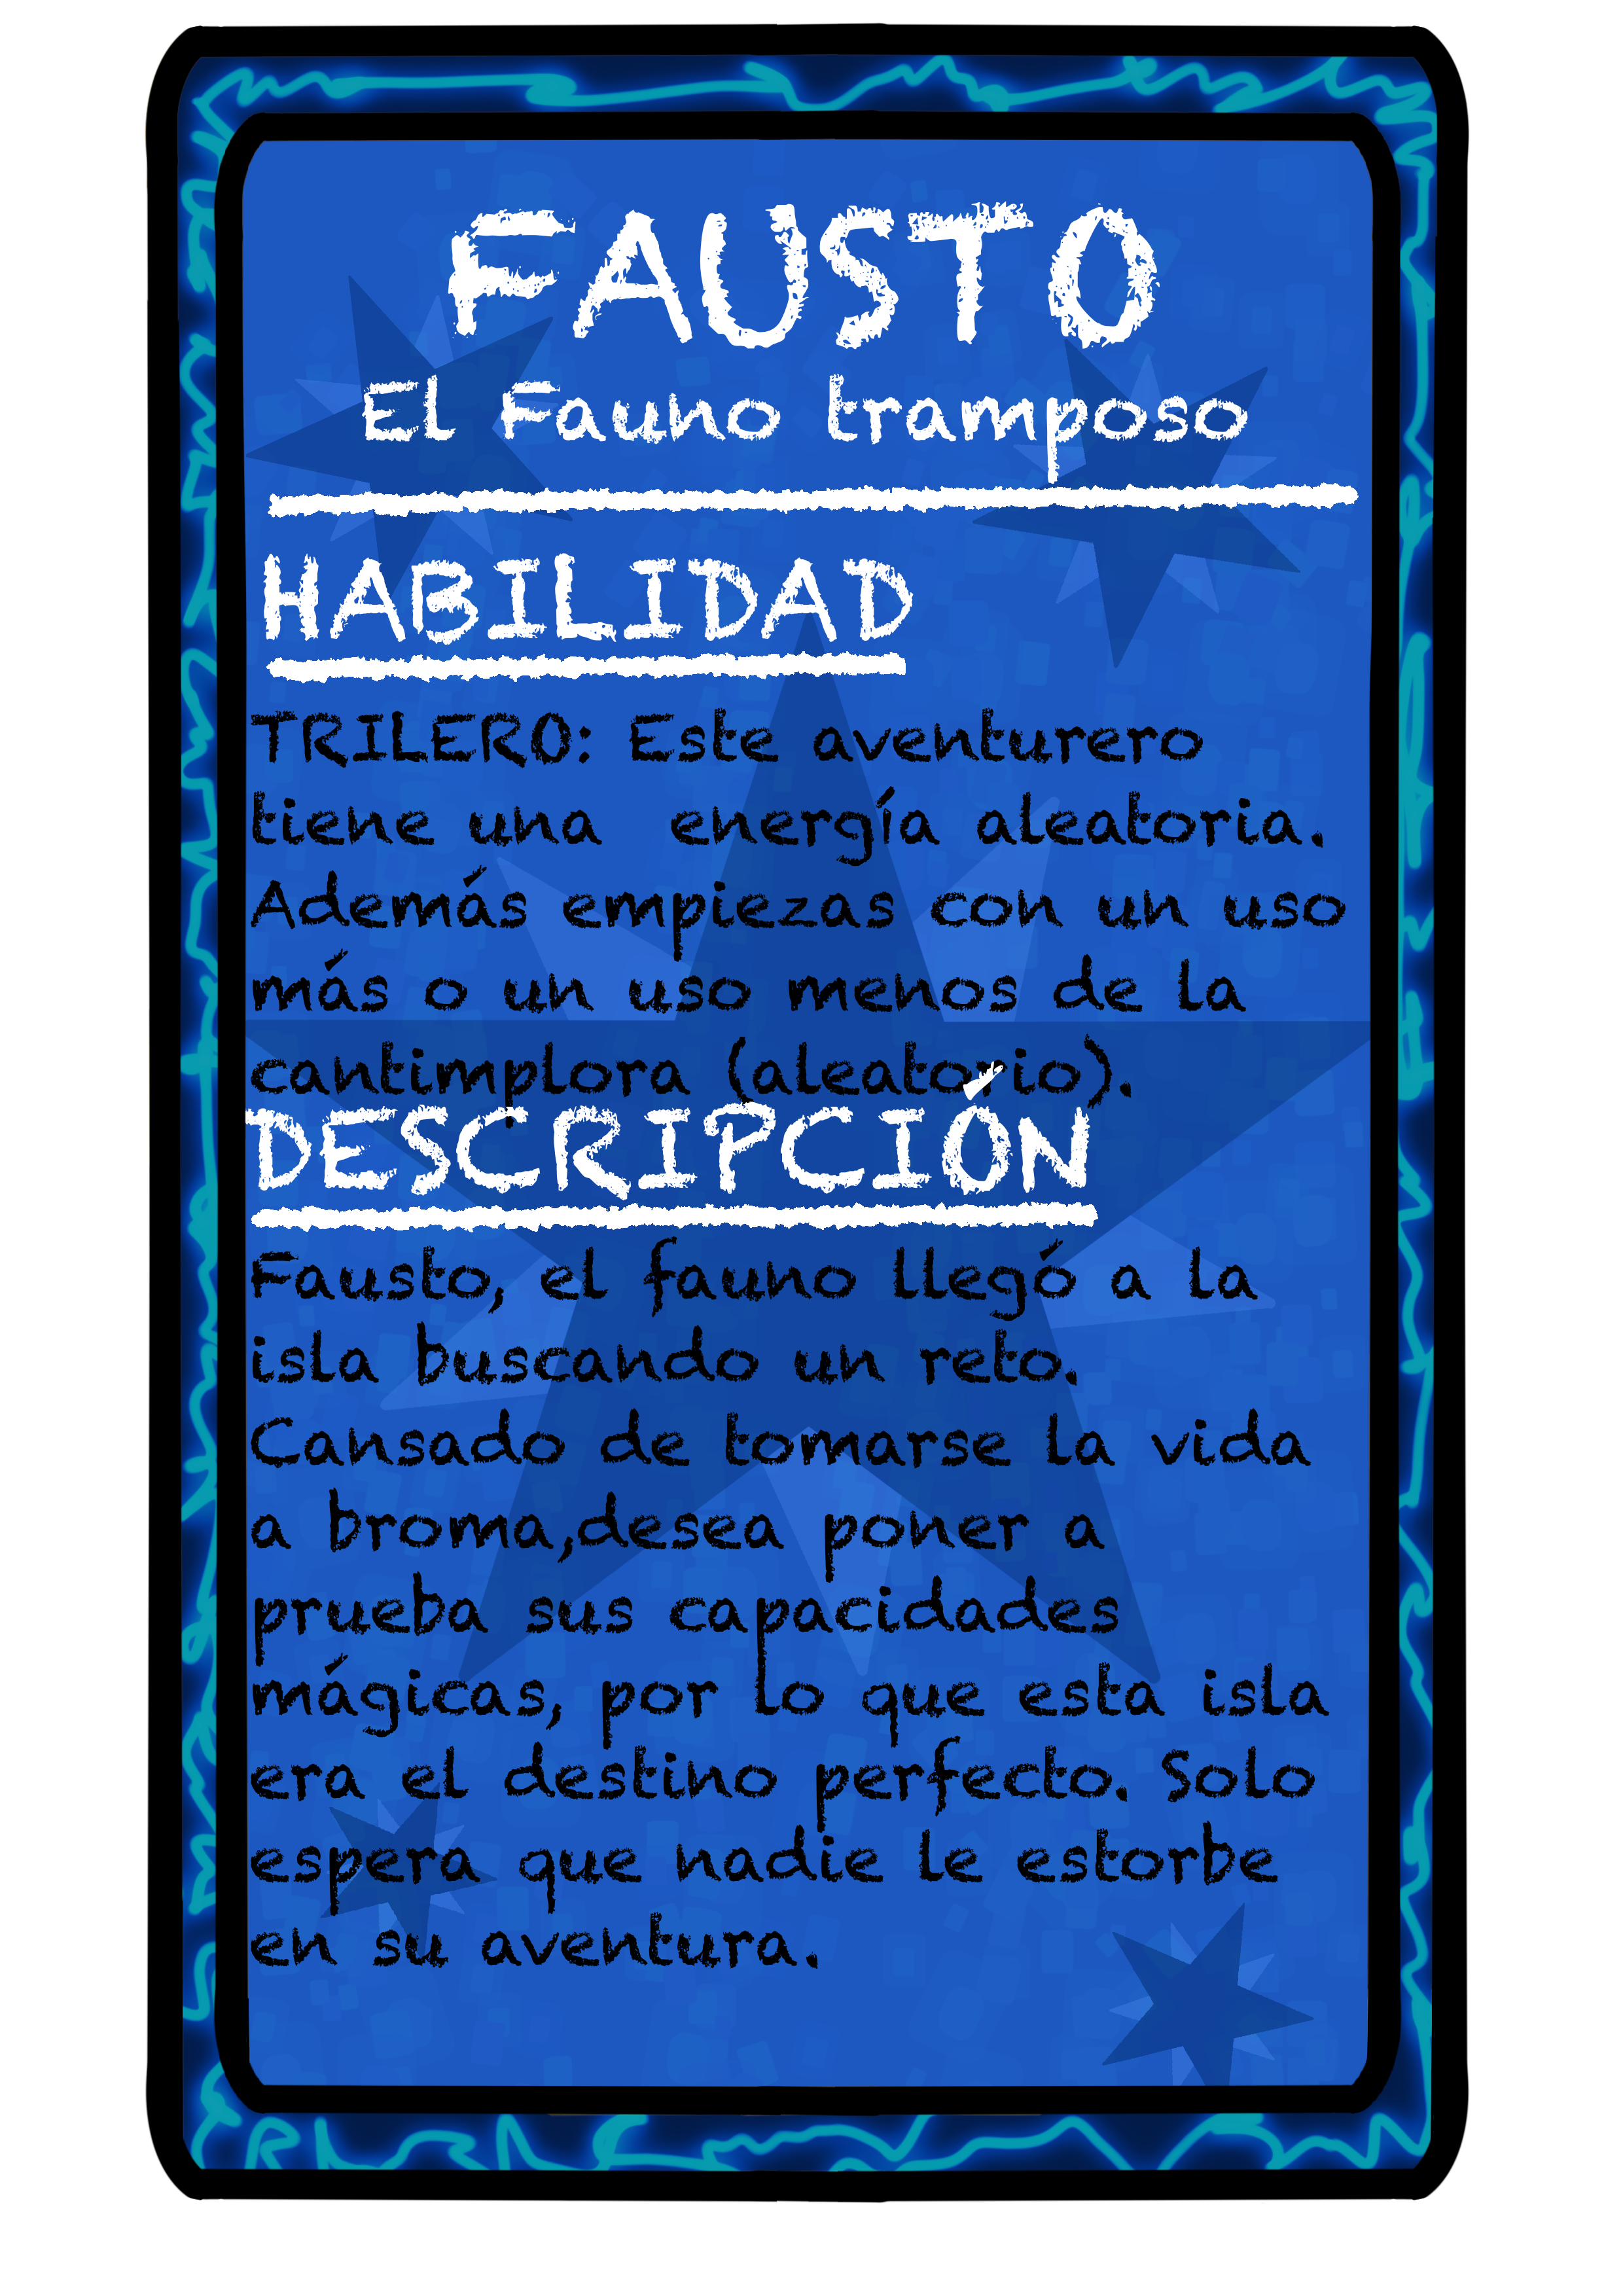 FAUSTO
El Fauno tramposo
HABILIDAD
TRILERO: Este aventurero
tiene una energía aleatoria.
Además empiezas con un uso
más o un uso menos de la
cantimplora (aleatorio).
DESCRIPCIÓN
Fausto, el fauno llegó a la
isla buscando un reto.
Cansado de tomarse la vida
a broma,desea poner a
prueba sus capacidades
mágicas, por lo que esta isla
era el destino perfecto. Solo
espera que nadie le estorbe
en su aventura.